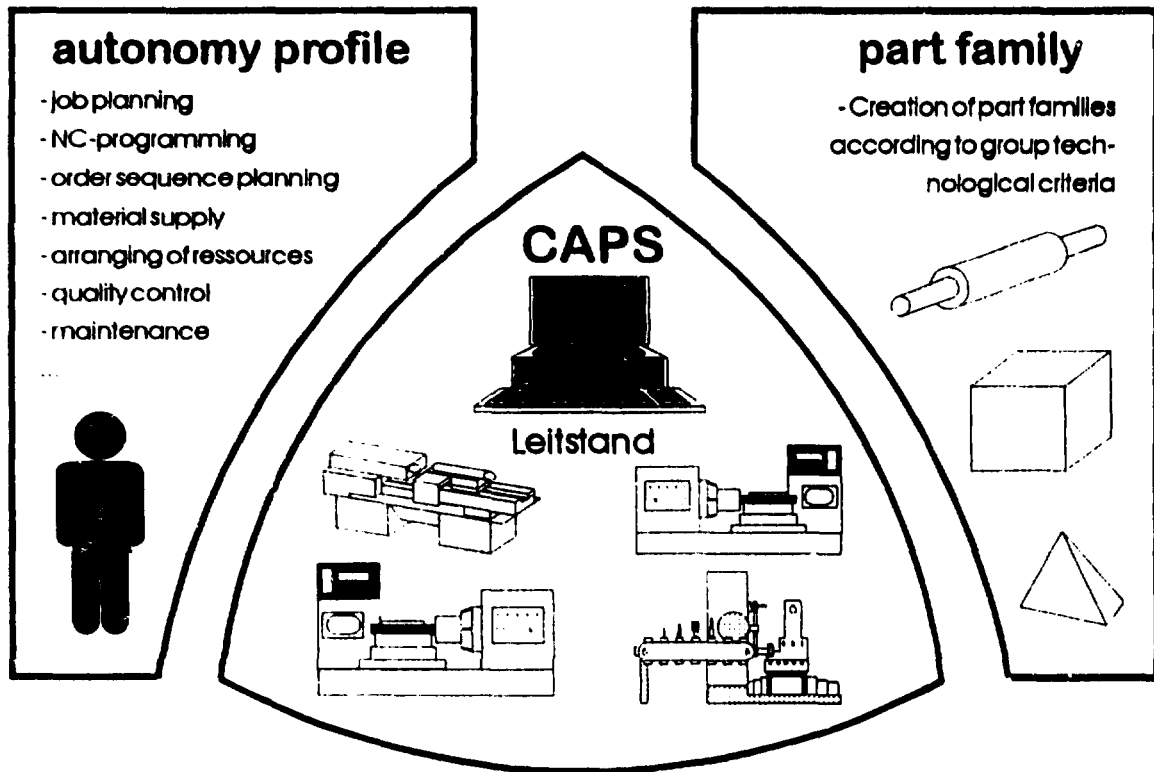 autonomy profile
- job planning
- NC-programming
- order sequence planning
- material supply
- arranging of ressources
- quality control
- maintenance
...
part family
- Creation of part families
according to group tech-
nological criteria
CAPS
Leitstand